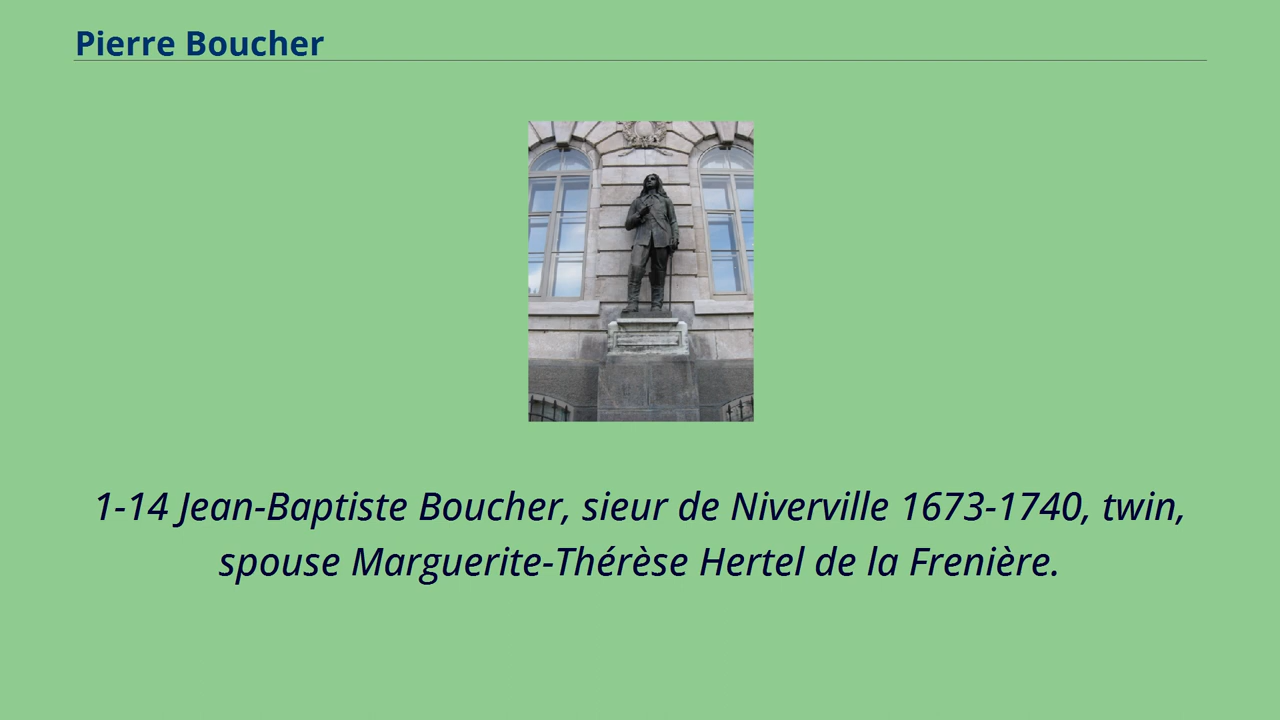 Pierre Boucher
1-14 Jean-Baptiste Boucher, sieur de Niverville 1673-1740, twin,
spouse Marguerite-Thérèse Hertel de la Frenière.